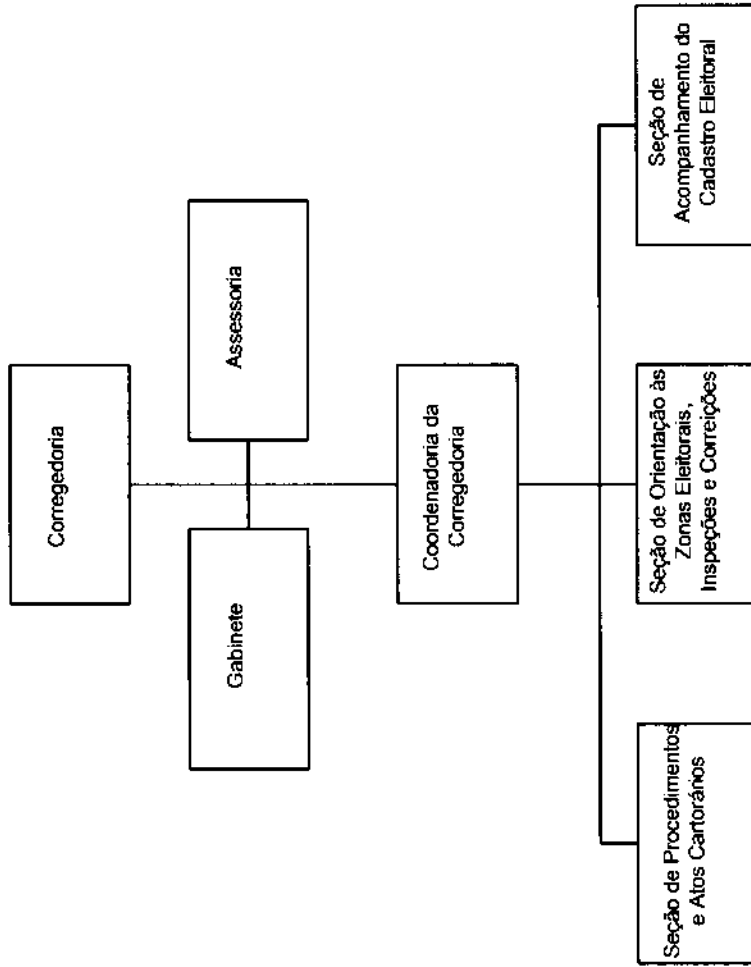 Corregedoria
Gabinete
Assessoria
Coordenadoria da
Corregedoria
Seção de Procedimentos
e Atos Cartorários
Seção de Orientação às
Zonas Eleitorais,
Inspeções e Correições
Seção de
Acompanhamento do
Cadastro Eleitoral